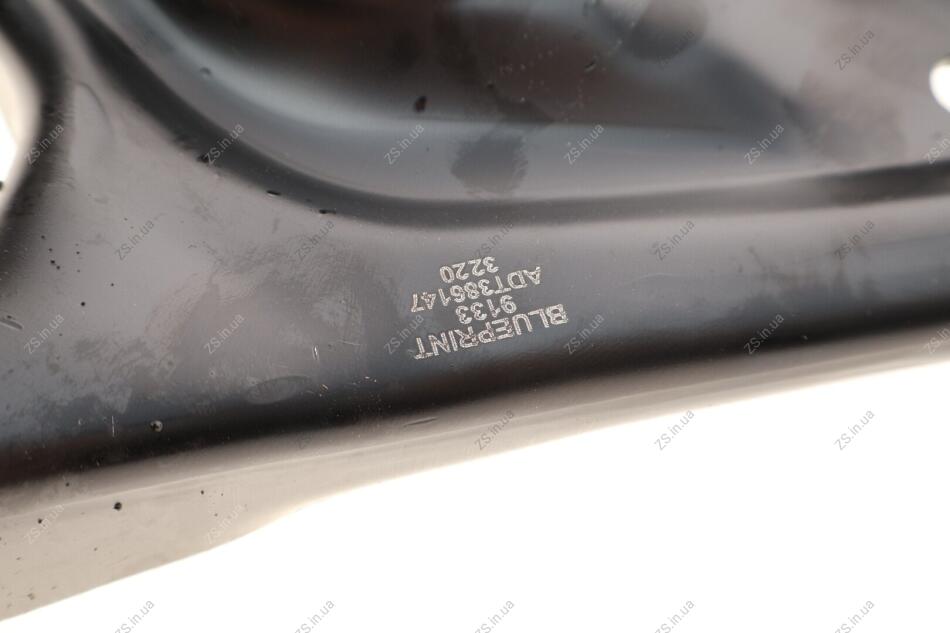 BLUEPRINT
9133
ADT386147
3220
ZS.in.ua